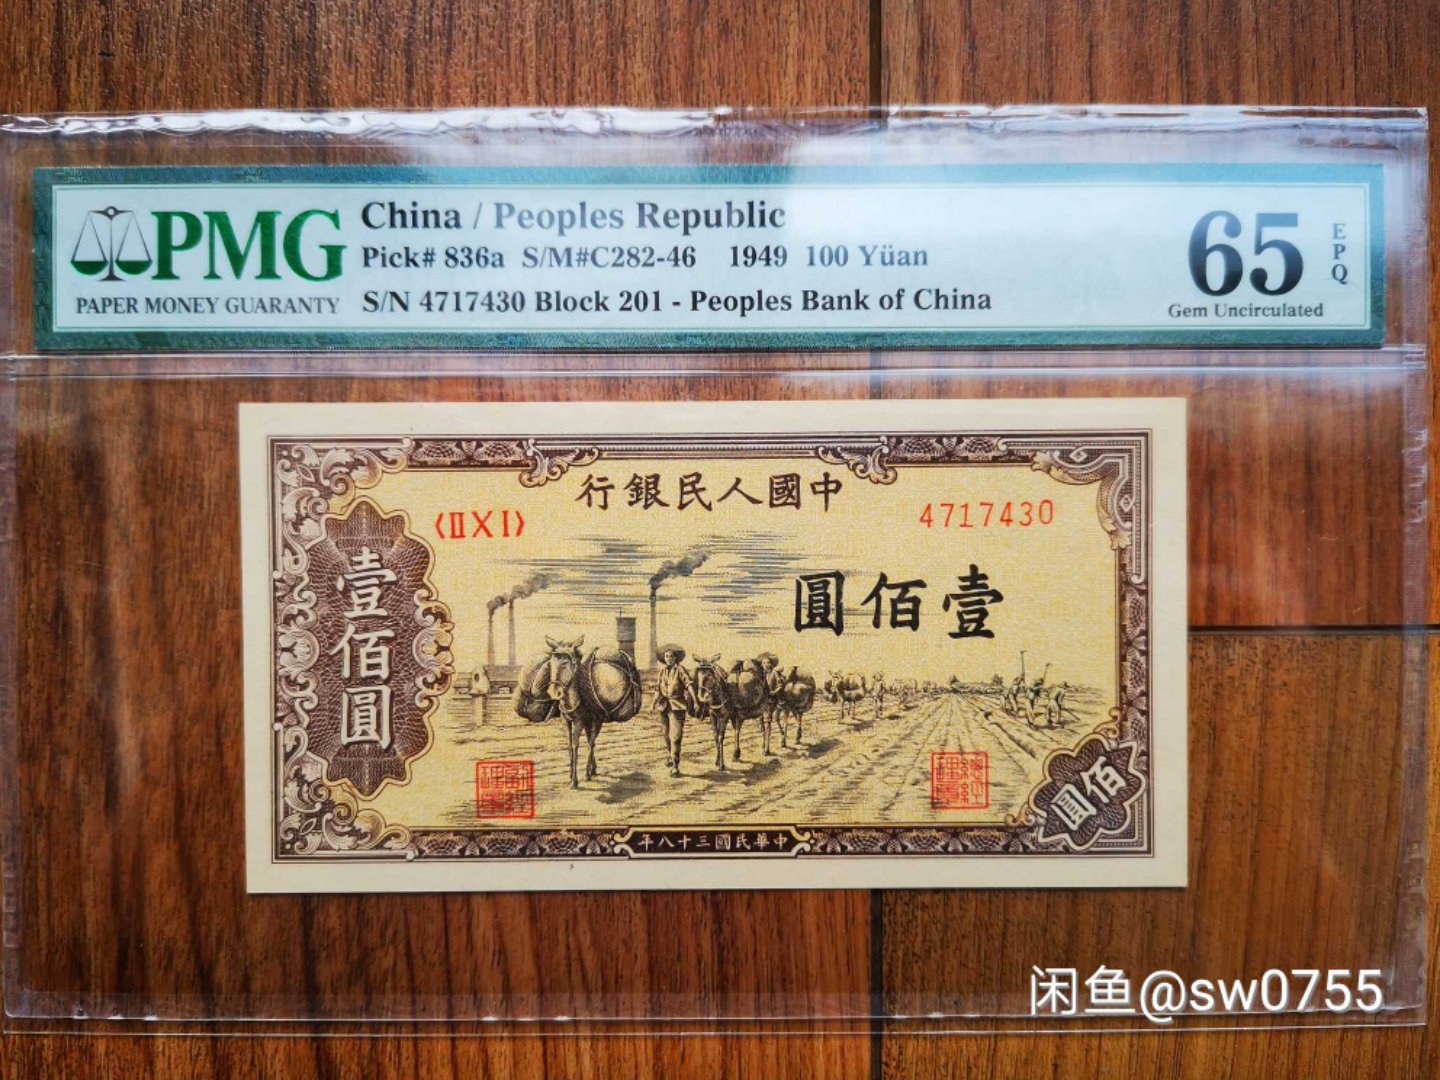 PMG
PAPER MONEY GUARANTY
China / Peoples Republic
Pick# 836a S/M#C282-46 1949 100 Yüan
S/N 4717430 Block 201 - Peoples Bank of China
65
EPQ
Gem Uncirculated
行銀民人國中
〈ⅡXⅠ〉
4717430
圓佰壹
壹佰圓
佰圓
年八十三國民華中
闲鱼@sw0755